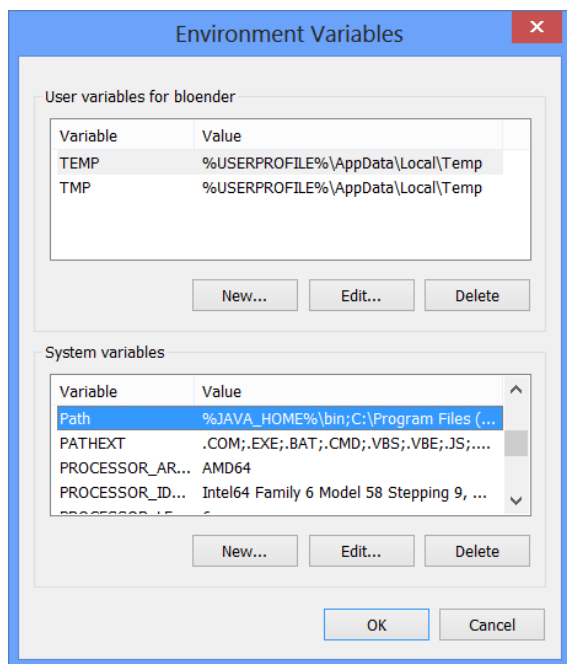 Environment Variables
User variables for bloender
Variable Value
TEMP %USERPROFILE%\AppData\Local\Temp
TMP %USERPROFILE%\AppData\Local\Temp
New... Edit... Delete
System variables
Variable Value
Path %JAVA_HOME%\bin;C:\Program Files (...
PATHEXT .COM;.EXE;.BAT;.CMD;.VBS;.VBE;.JS;....
PROCESSOR_AR... AMD64
PROCESSOR_ID... Intel64 Family 6 Model 58 Stepping 9, ...
New... Edit... Delete
OK Cancel